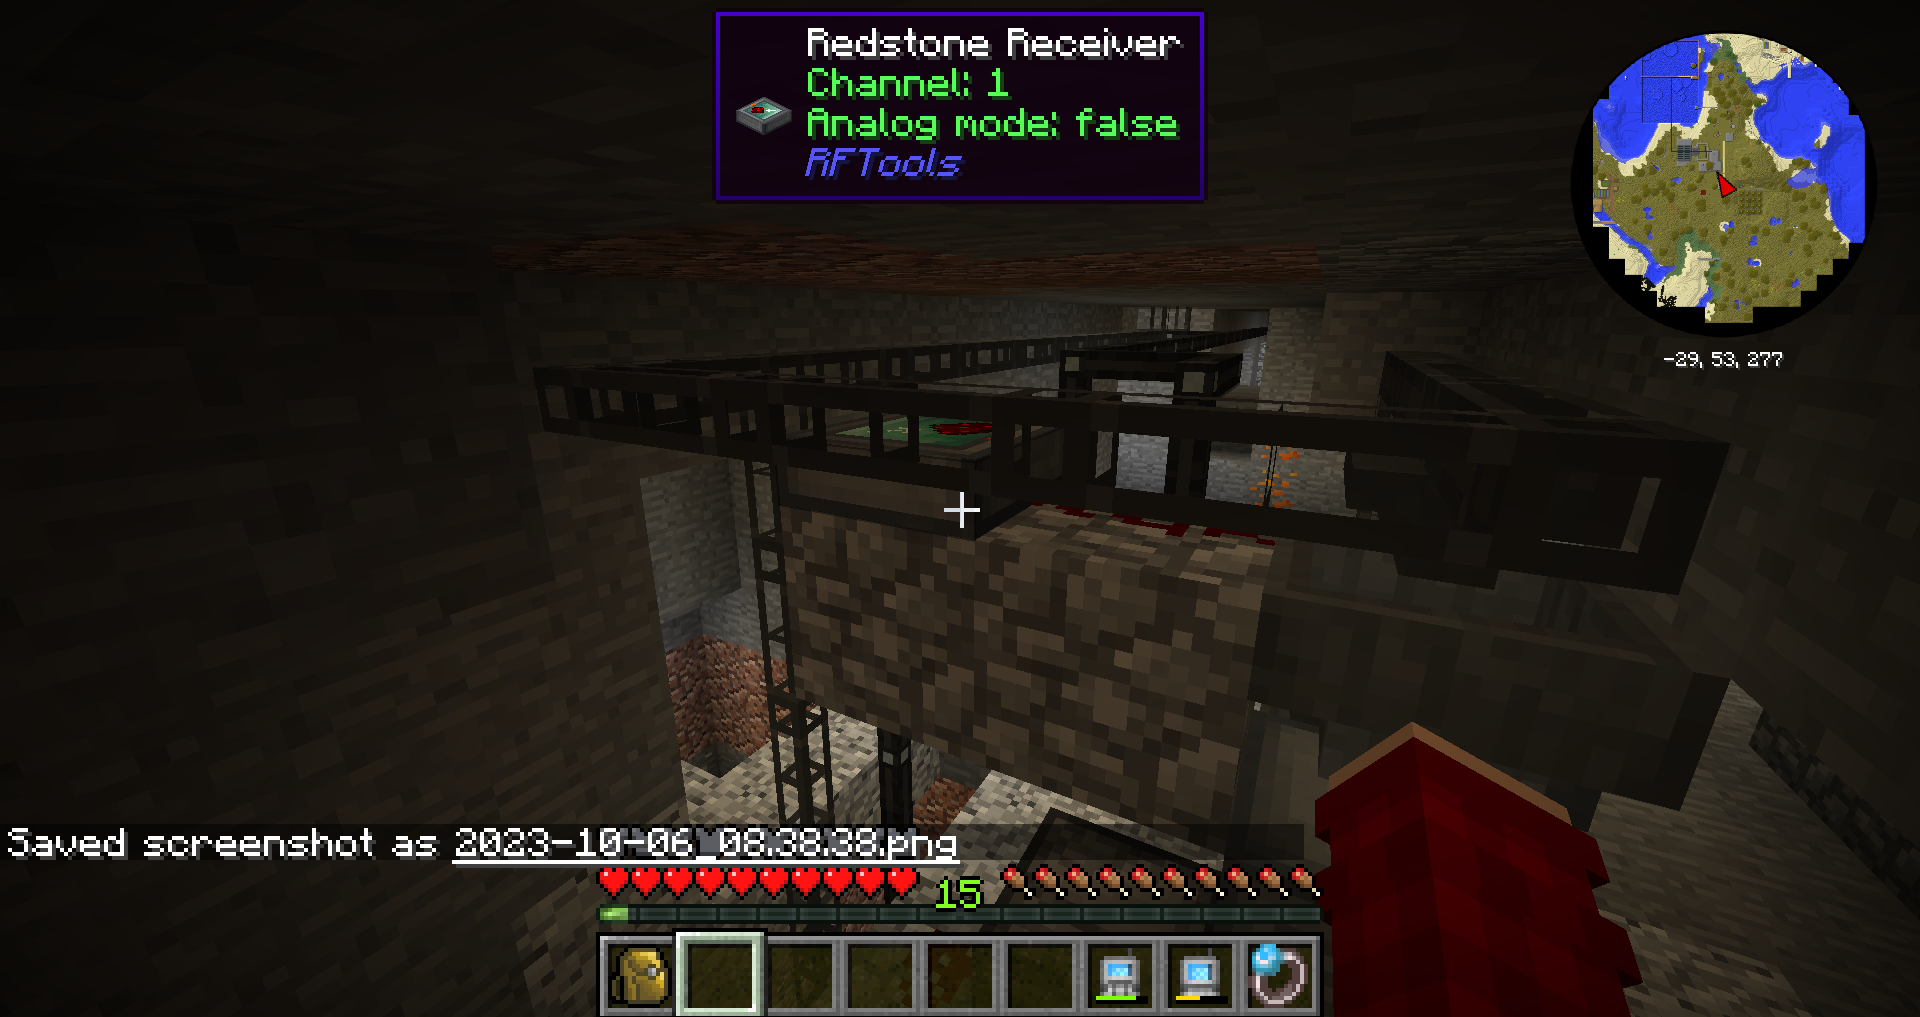 Redstone Receiver
Channel: 1
Analog mode: false
RFTools
-29, 53, 277
Saved screenshot as 2023-10-06_08.38.38.png
15